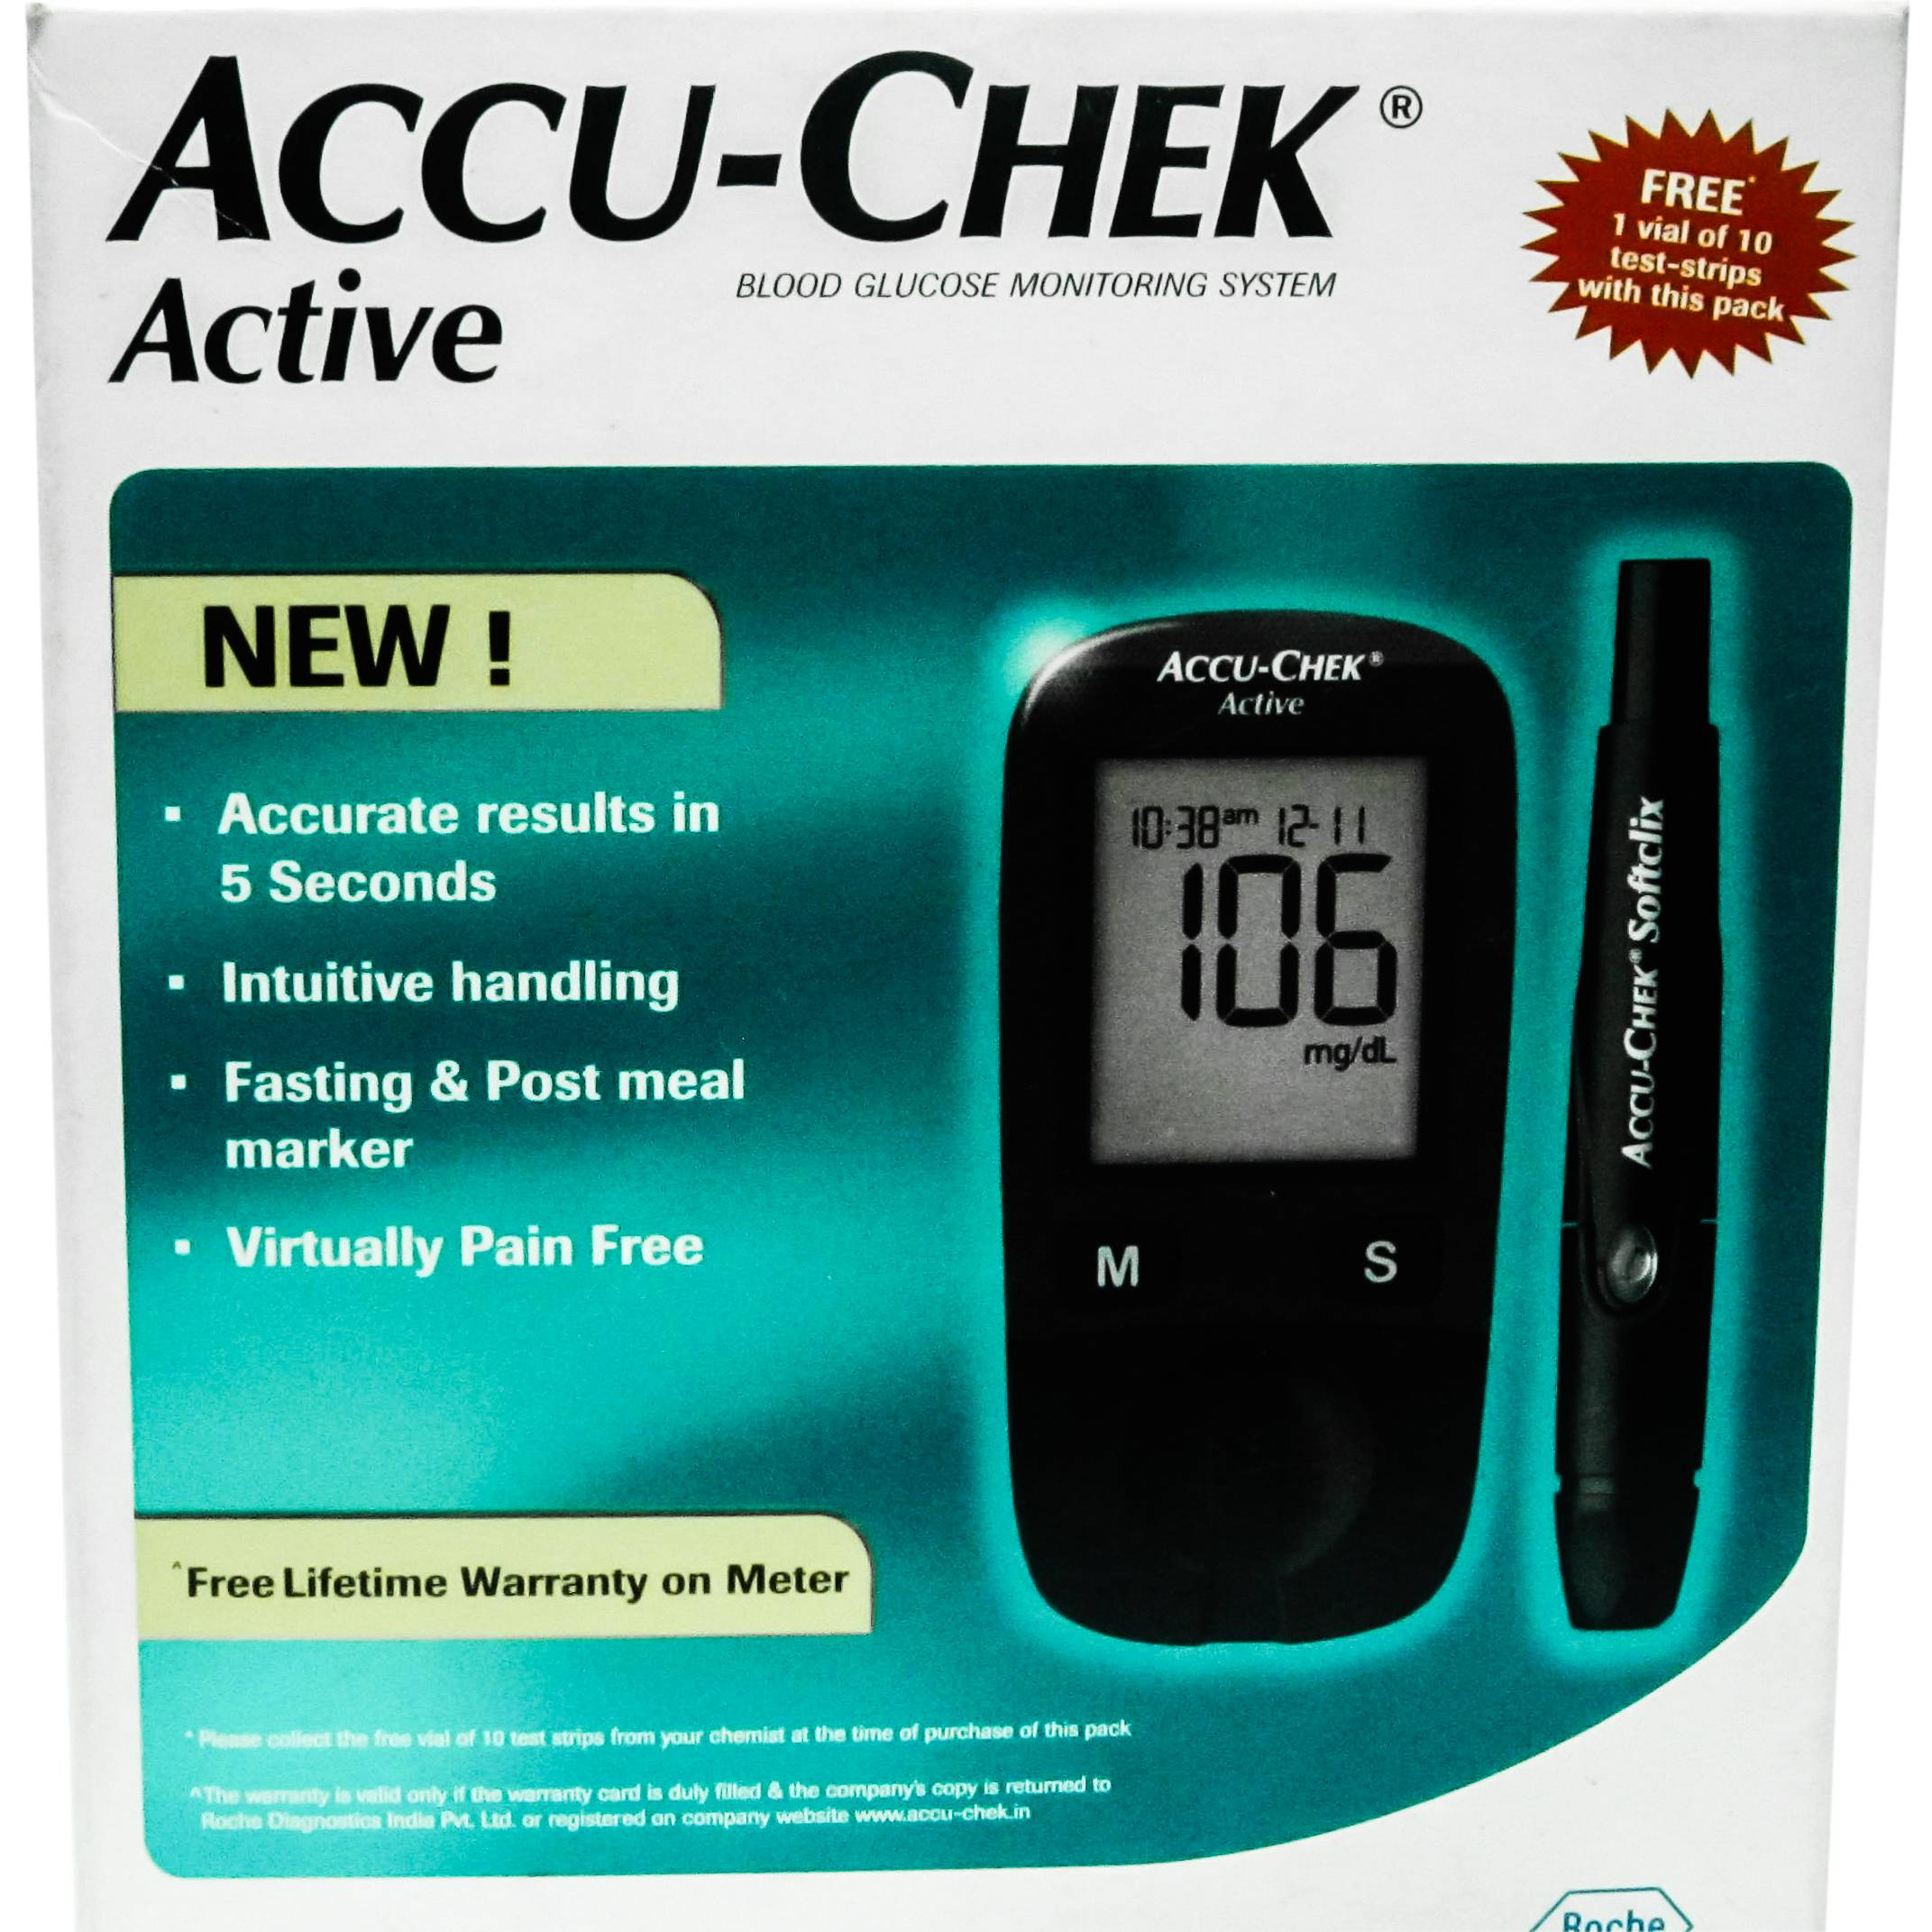 ACCU-CHEK®
Active
BLOOD GLUCOSE MONITORING SYSTEM
FREE*
1 vial of 10
test-strips
with this pack
NEW !
▪ Accurate results in
5 Seconds
▪ Intuitive handling
▪ Fasting & Post meal
marker
▪ Virtually Pain Free
ACCU-CHEK®
Active
10:38am 12-11
106
mg/dL
M S
ACCU-CHEK® Softclix
^Free Lifetime Warranty on Meter
* Please collect the free vial of 10 test strips from your chemist at the time of purchase of this pack
^The warranty is valid only if the warranty card is duly filled & the company's copy is returned to
Roche Diagnostics India Pvt. Ltd. or registered on company website www.accu-chek.in
Roche